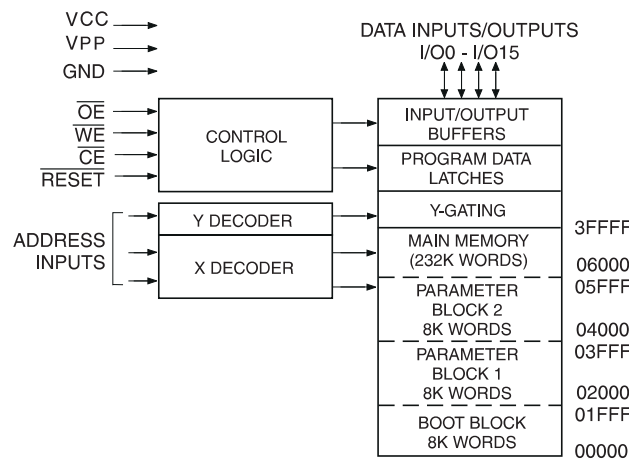 VCC
VPP
GND
OE
WE
CE
RESET
ADDRESS
INPUTS
CONTROL
LOGIC
Y DECODER
X DECODER
DATA INPUTS/OUTPUTS
I/O0 - I/O15
INPUT/OUTPUT
BUFFERS
PROGRAM DATA
LATCHES
Y-GATING
MAIN MEMORY
(232K WORDS)
PARAMETER
BLOCK 2
8K WORDS
PARAMETER
BLOCK 1
8K WORDS
BOOT BLOCK
8K WORDS
3FFFF
06000
05FFF
04000
03FFF
02000
01FFF
00000